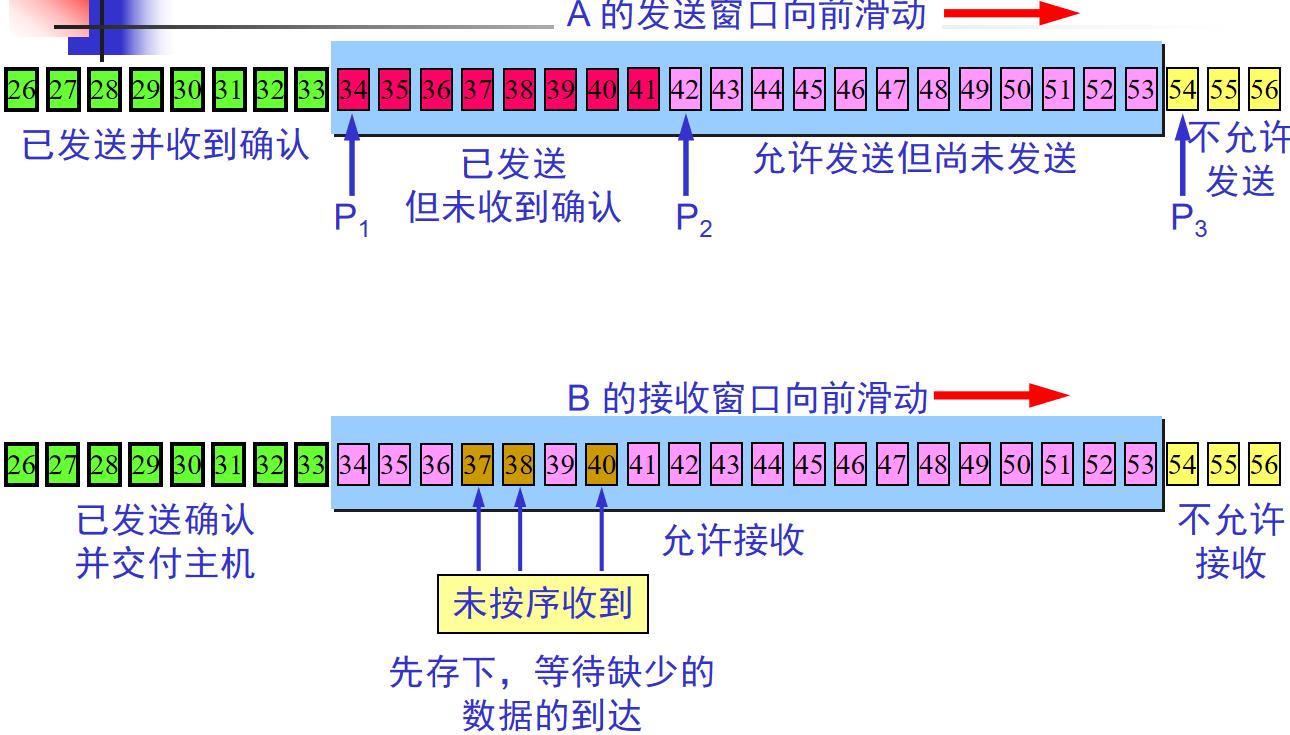 A 的发送窗口向前滑动
26 27 28 29 30 31 32 33 34 35 36 37 38 39 40 41 42 43 44 45 46 47 48 49 50 51 52 53 54 55 56
已发送并收到确认
已发送
但未收到确认
允许发送但尚未发送
不允许
发送
P1
P2
P3
B 的接收窗口向前滑动
26 27 28 29 30 31 32 33 34 35 36 37 38 39 40 41 42 43 44 45 46 47 48 49 50 51 52 53 54 55 56
已发送确认
并交付主机
允许接收
不允许
接收
未按序收到
先存下，等待缺少的
数据的到达